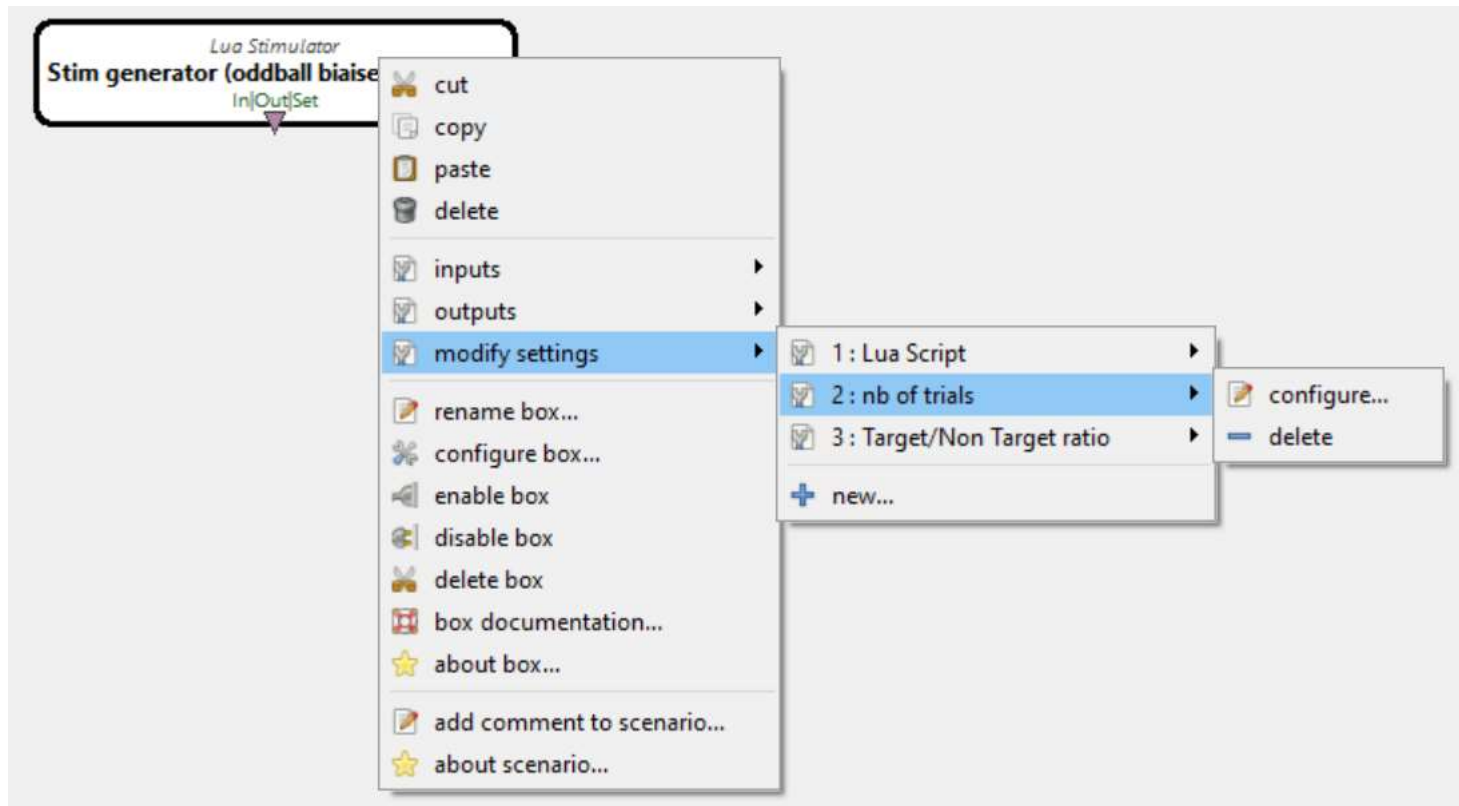 Lua Stimulator
Stim generator (oddball biaise
In|Out|Set
cut
copy
paste
delete
inputs
outputs
modify settings
rename box...
configure box...
enable box
disable box
delete box
box documentation...
about box...
add comment to scenario...
about scenario...
1 : Lua Script
2 : nb of trials
3 : Target/Non Target ratio
new...
configure...
delete